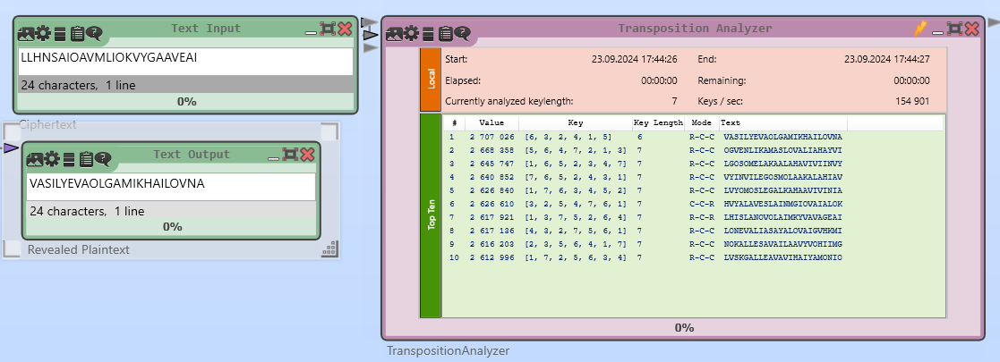 Text Input
LLHNSAIOAVMLIOKVYGAAVEAI
24 characters,  1 line
0%
Ciphertext
Text Output
VASILYEVAOLGAMIKHAILOVNA
24 characters,  1 line
0%
Revealed Plaintext
Transposition Analyzer
Local
Start: 23.09.2024 17:44:26 End: 23.09.2024 17:44:27
Elapsed: 00:00:00 Remaining: 00:00:00
Currently analyzed keylength: 7 Keys / sec: 154 901
Top Ten
# Value Key Key Length Mode Text
1 2 707 026 [6, 3, 2, 4, 1, 5] 6 R-C-C VASILYEVAOLGAMIKHAILOVNA
2 2 668 358 [5, 6, 4, 7, 2, 1, 3] 7 R-C-C OGVENLIKAMASLOVALIAHAYVI
3 2 645 747 [1, 6, 5, 2, 3, 4, 7] 7 R-C-C LGOSOMELAKAALAHAVIVIINVY
4 2 640 852 [7, 6, 5, 2, 4, 3, 1] 7 R-C-C VYINVILEGOSMOLAAKALAHIAV
5 2 626 840 [1, 7, 6, 3, 4, 5, 2] 7 R-C-C LVYOMOSLEGALKAHAAVIVINIA
6 2 626 610 [3, 2, 5, 4, 7, 6, 1] 7 C-C-R HVYALAVESLAINMGIOVAIALOK
7 2 617 921 [1, 3, 7, 5, 2, 6, 4] 7 R-C-C LHISLANOVOLAIMKYVAVAGEAI
8 2 617 136 [4, 3, 2, 7, 5, 6, 1] 7 R-C-C LONEVALIASAYALOVAIGVHKMI
9 2 616 203 [2, 3, 5, 6, 4, 1, 7] 7 R-C-C NOKALLESAVAILAAVYVOHIIMG
10 2 612 996 [1, 7, 2, 5, 6, 3, 4] 7 R-C-C LVSKGALLEAVAVIHAIYAMONIO
0%
TranspositionAnalyzer